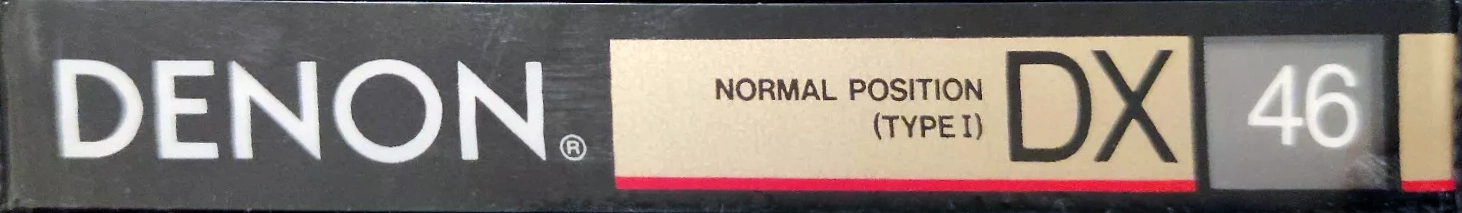 DENON®
NORMAL POSITION
(TYPE I)
DX
46